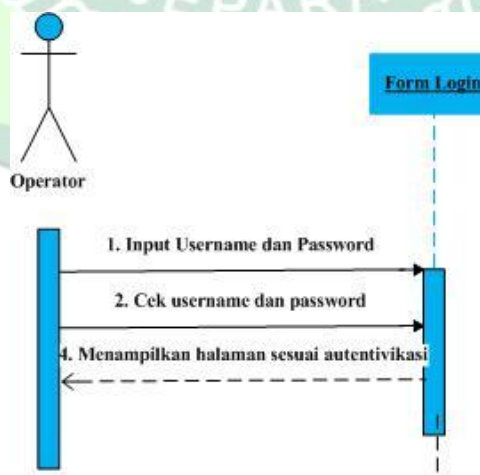 Form Login
Operator
1. Input Username dan Password
2. Cek username dan password
4. Menampilkan halaman sesuai autentivikasi